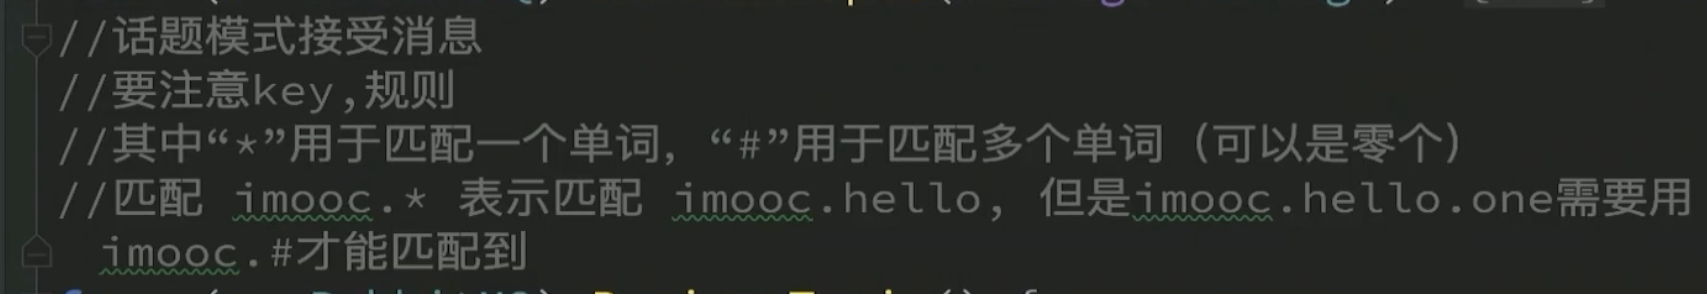 //话题模式接受消息
//要注意key,规则
//其中“*”用于匹配一个单词，“#”用于匹配多个单词（可以是零个）
//匹配 imooc.* 表示匹配 imooc.hello, 但是imooc.hello.one需要用
imooc.#才能匹配到